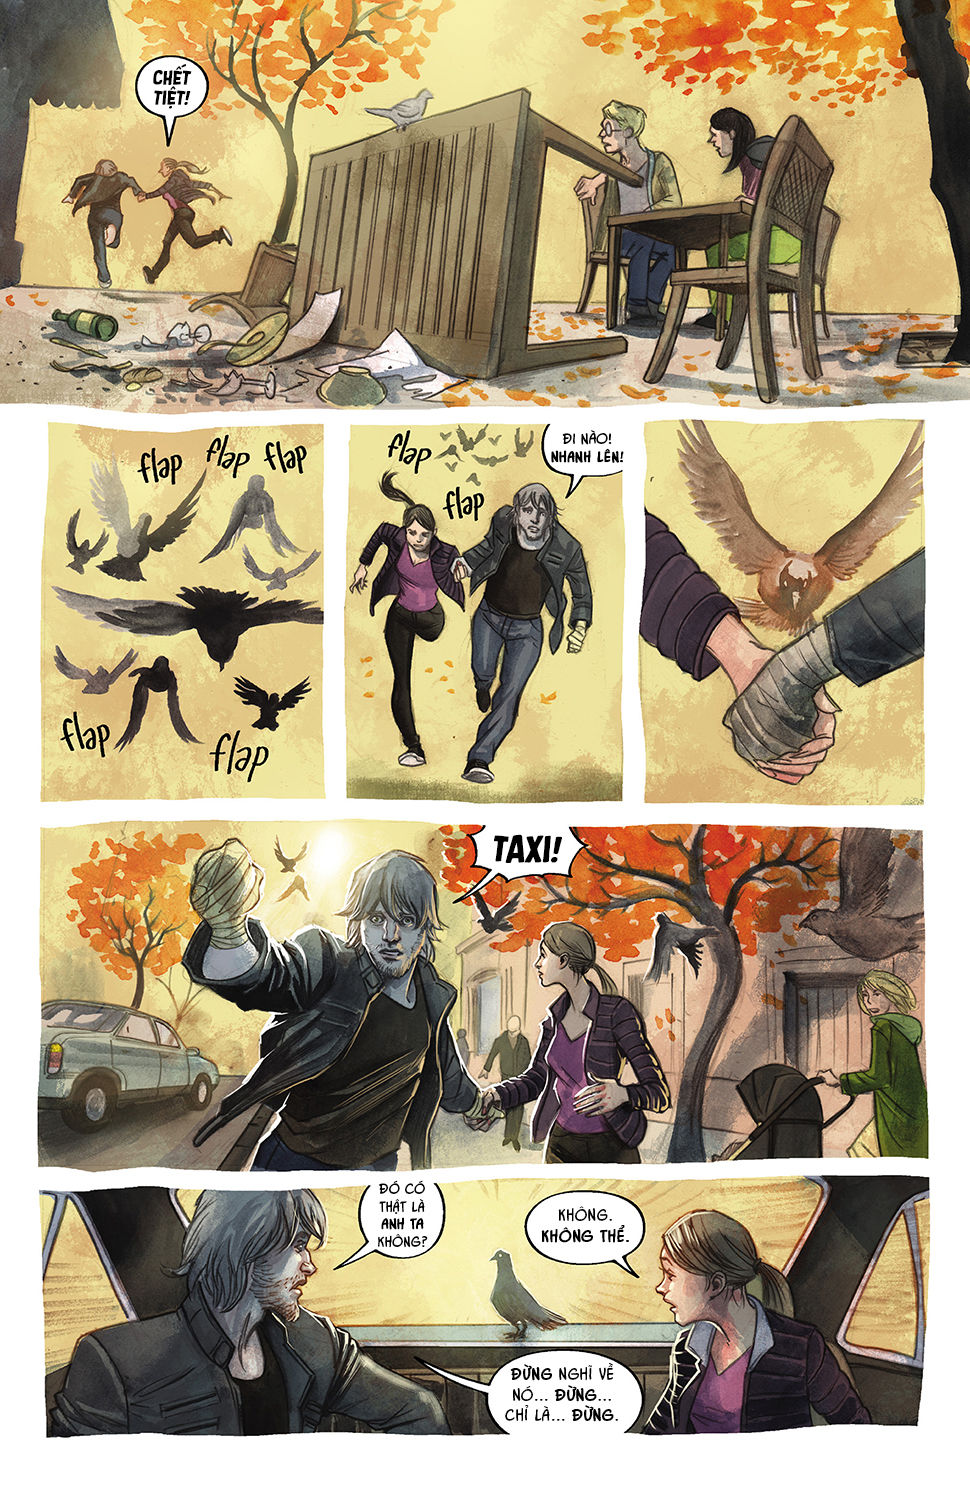 CHẾT
TIỆT!
flap
flap
flap
flap
flap
flap
flap
ĐI NÀO!
NHANH LÊN!
TAXI!
ĐÓ CÓ
THẬT LÀ
ANH TA
KHÔNG?
KHÔNG.
KHÔNG THỂ.
ĐỪNG NGHĨ VỀ
NÓ... ĐỪNG...
CHỈ LÀ... ĐỪNG.